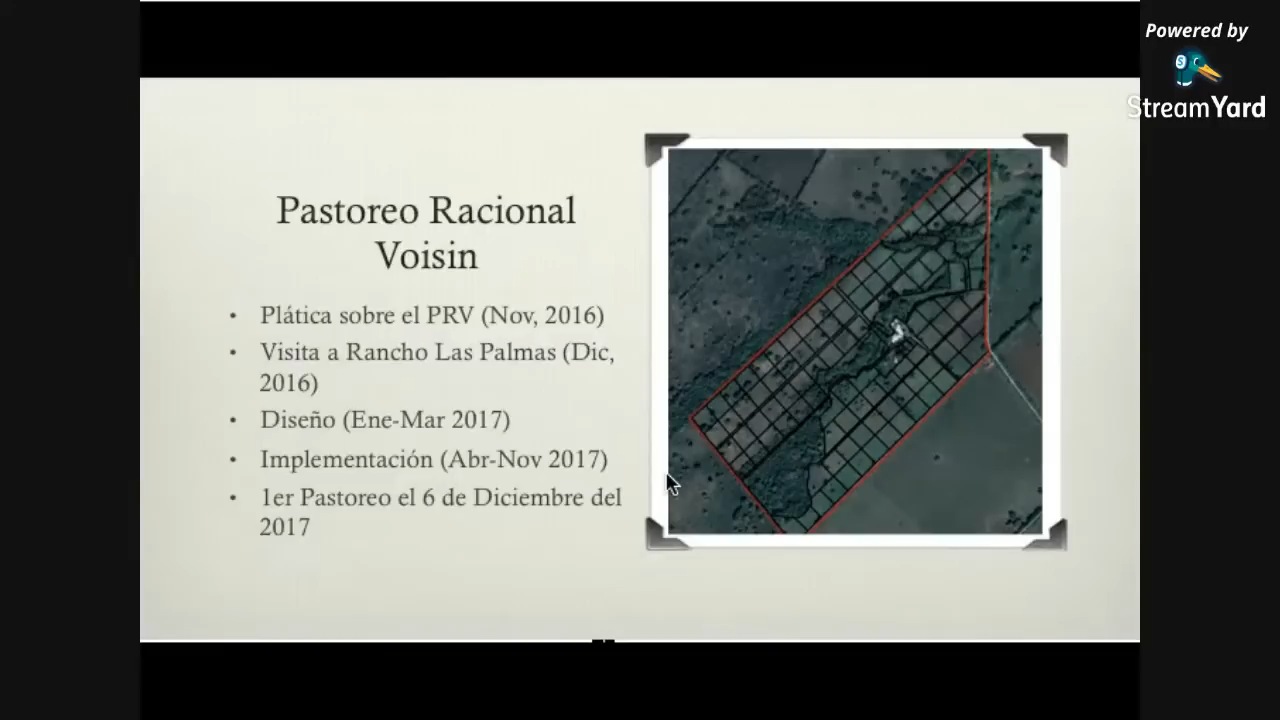 Powered by
StreamYard
Pastoreo Racional
Voisin
• Plática sobre el PRV (Nov, 2016)
• Visita a Rancho Las Palmas (Dic,
2016)
• Diseño (Ene-Mar 2017)
• Implementación (Abr-Nov 2017)
• 1er Pastoreo el 6 de Diciembre del
2017